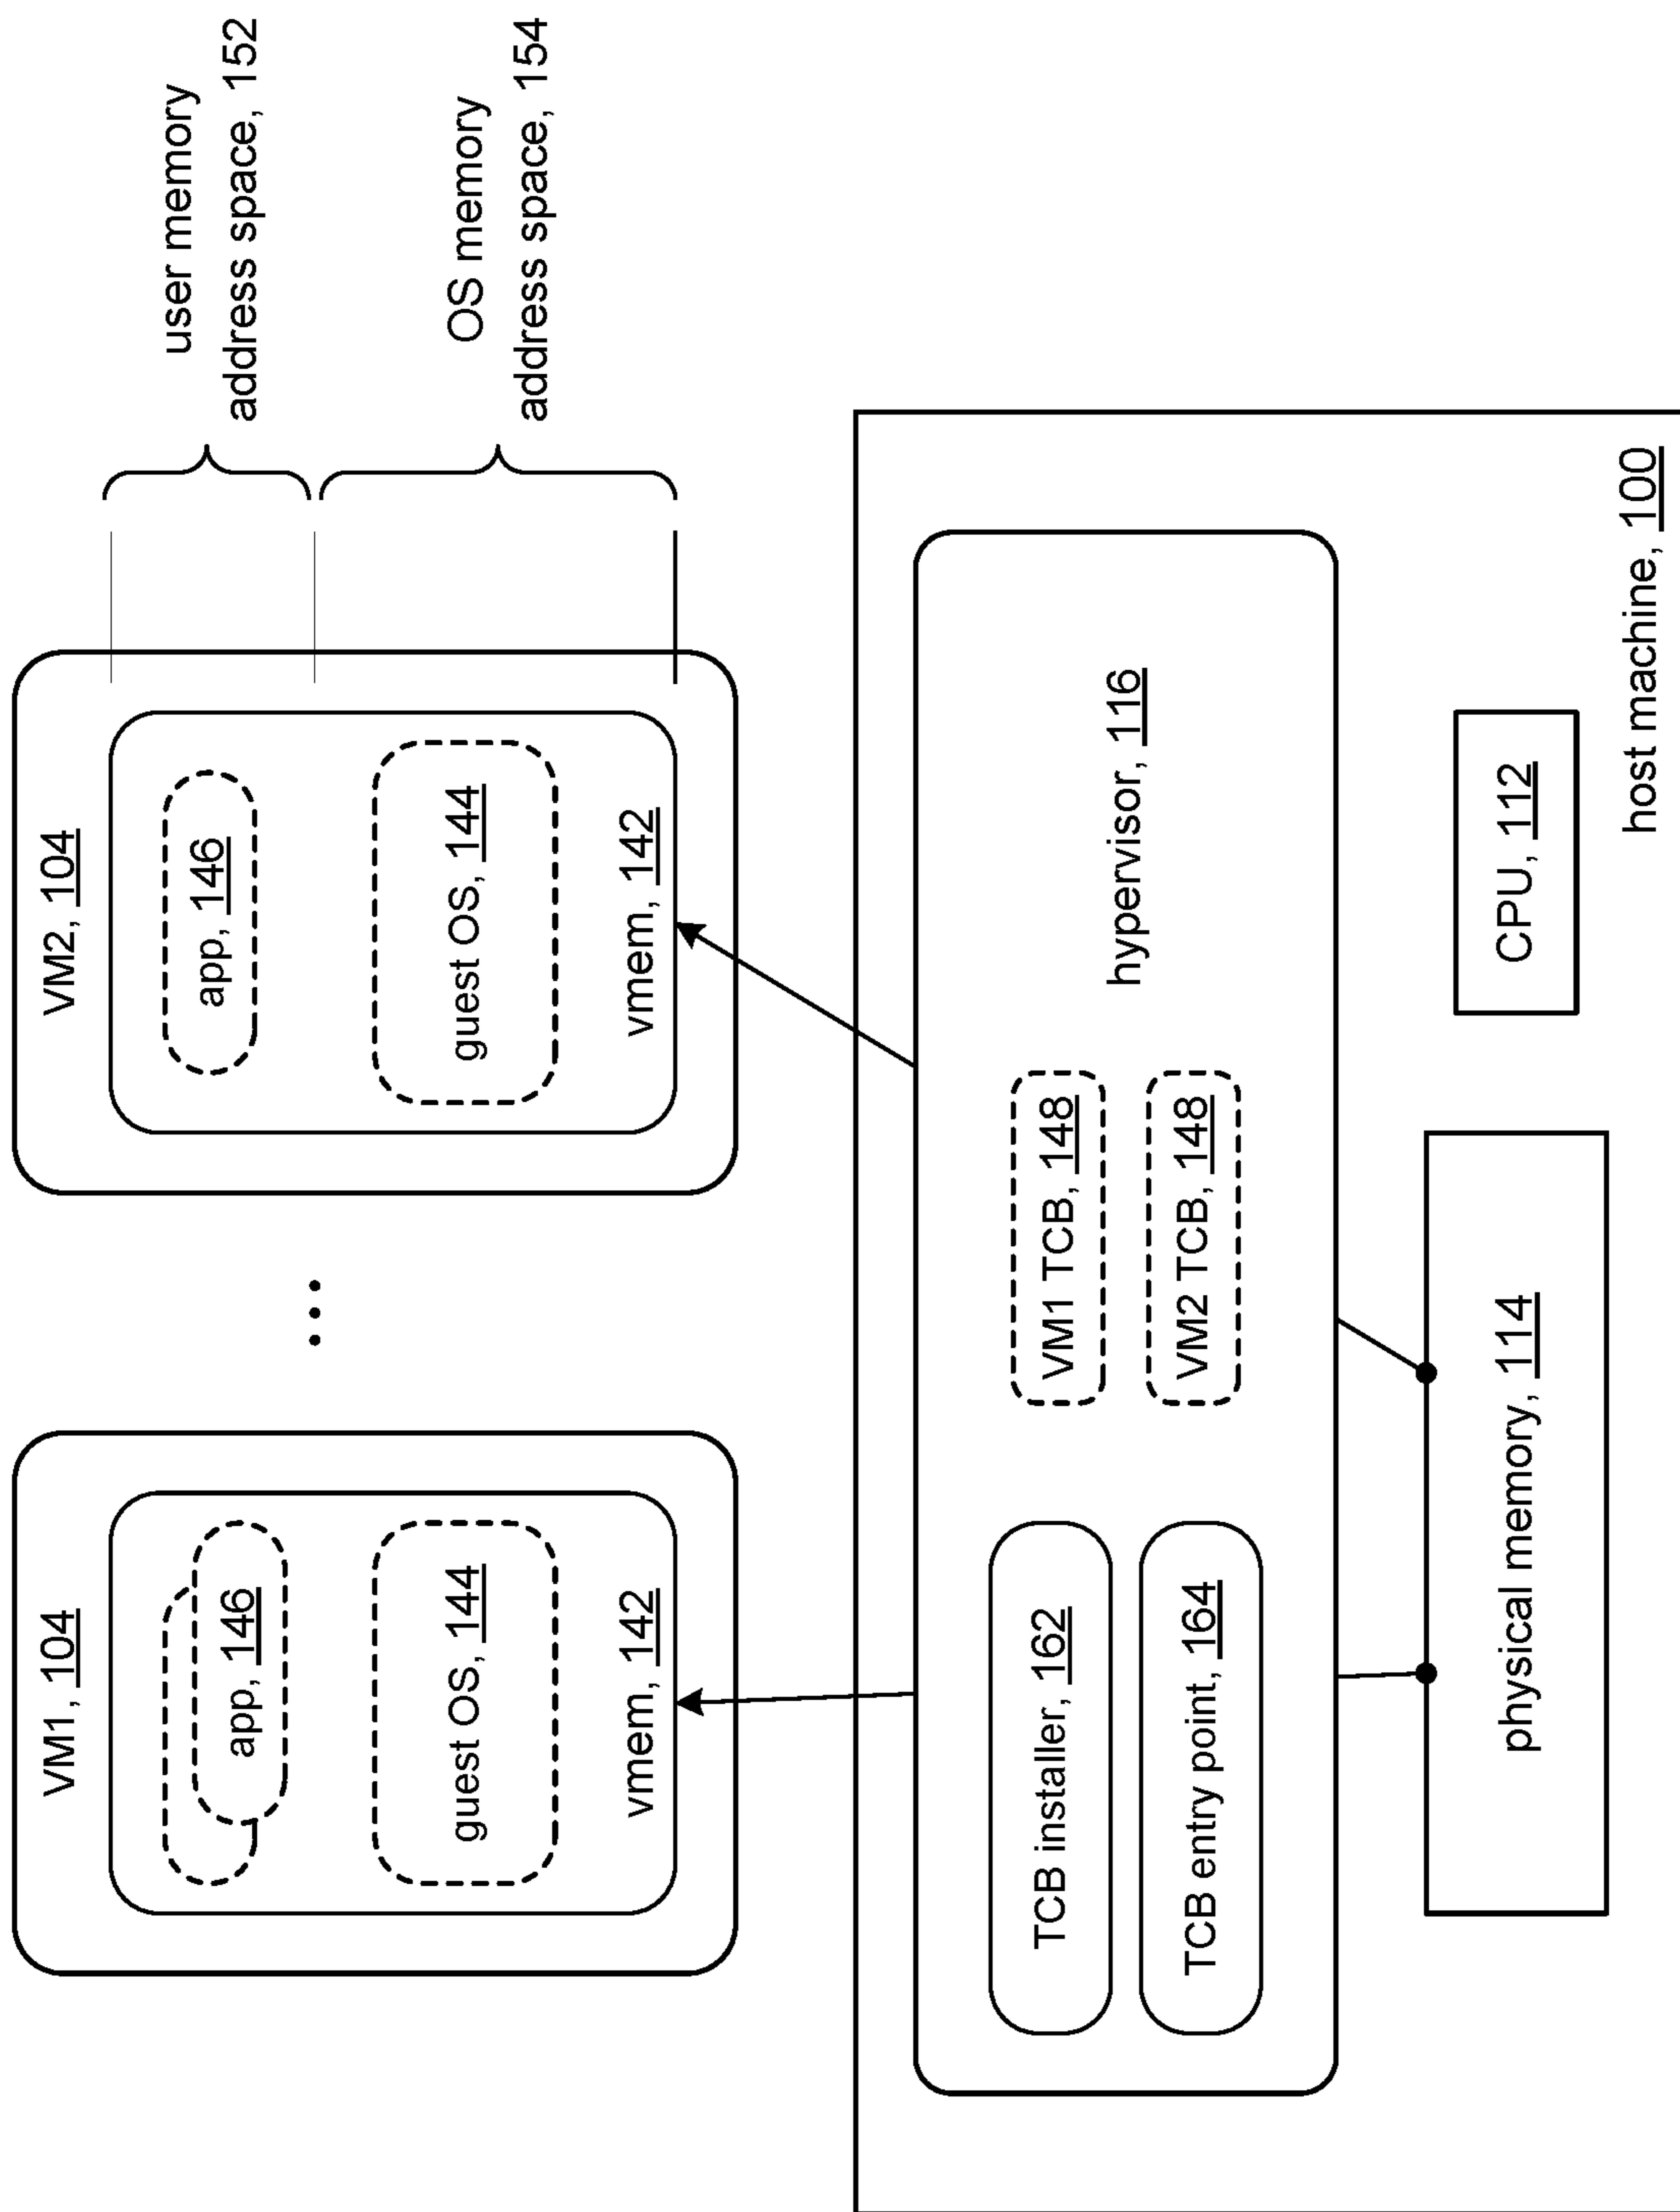 VM1, 104
app, 146
guest OS, 144
vmem, 142
VM2, 104
app, 146
guest OS, 144
vmem, 142
user memory
address space, 152
OS memory
address space, 154
TCB installer, 162
TCB entry point, 164
VM1 TCB, 148
VM2 TCB, 148
hypervisor, 116
physical memory, 114
CPU, 112
host machine, 100